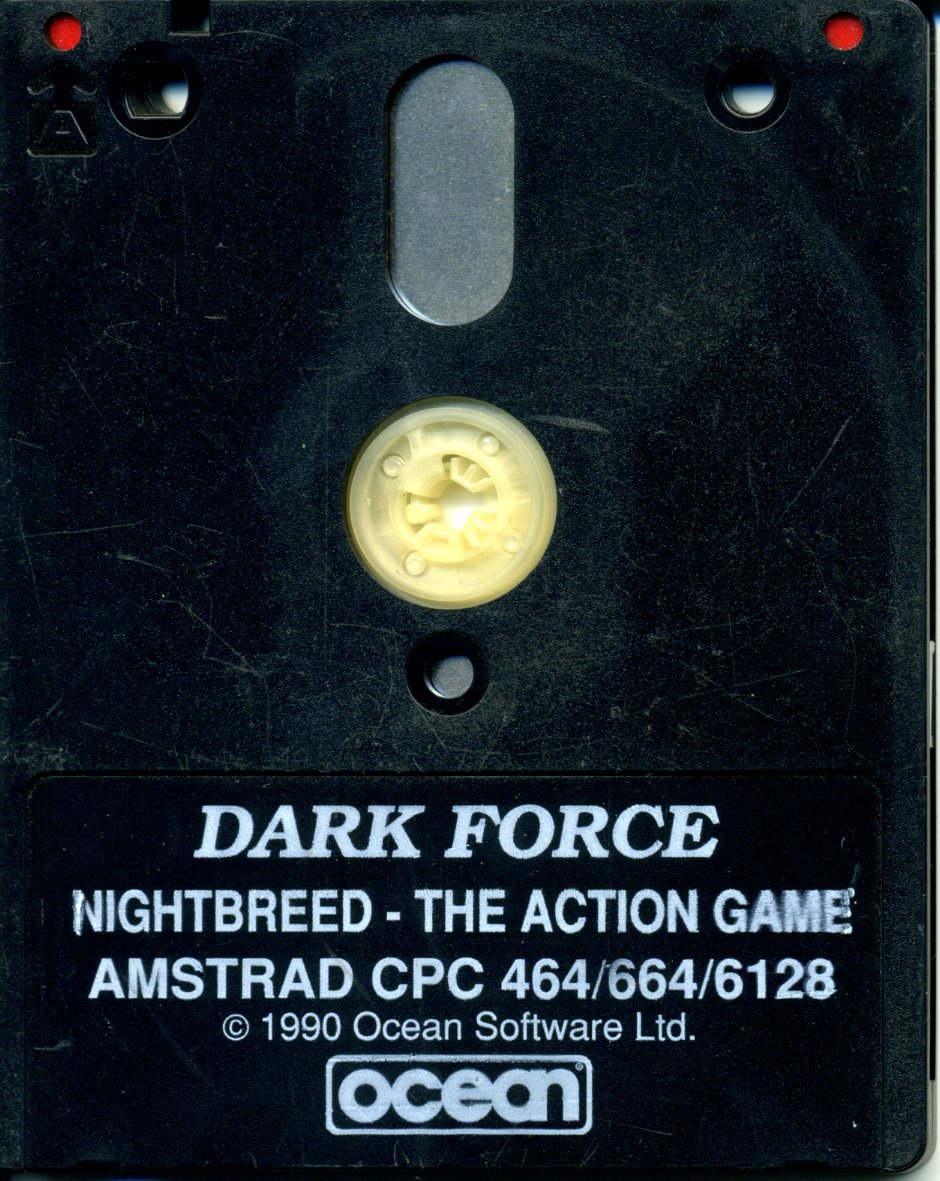 A
DARK FORCE
NIGHTBREED - THE ACTION GAME
AMSTRAD CPC 464/664/6128
© 1990 Ocean Software Ltd.
ocean®